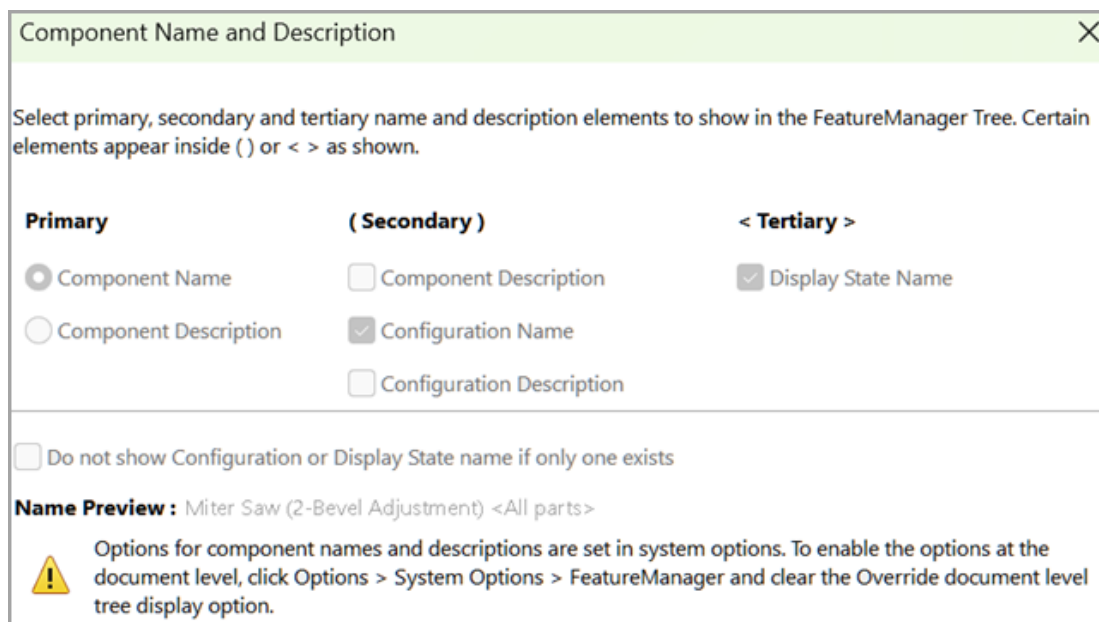 Component Name and Description
Select primary, secondary and tertiary name and description elements to show in the FeatureManager Tree. Certain
elements appear inside ( ) or < > as shown.
Primary
( Secondary )
< Tertiary >
Component Name
Component Description
Display State Name
Component Description
Configuration Name
Configuration Description
Do not show Configuration or Display State name if only one exists
Name Preview : Miter Saw (2-Bevel Adjustment) <All parts>
Options for component names and descriptions are set in system options. To enable the options at the
document level, click Options > System Options > FeatureManager and clear the Override document level
tree display option.